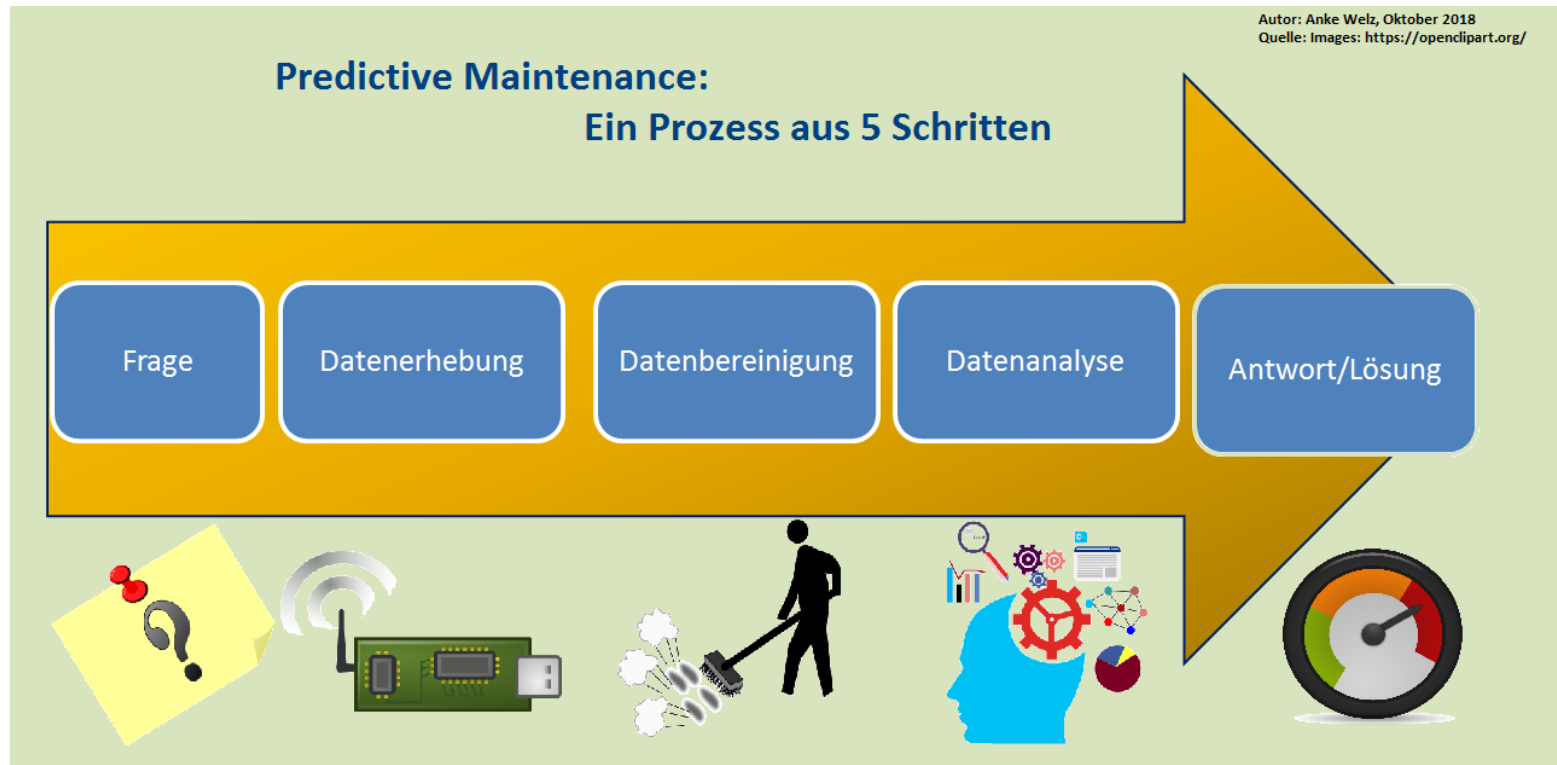 Autor: Anke Welz, Oktober 2018
Quelle: Images: https://openclipart.org/
Predictive Maintenance:
Ein Prozess aus 5 Schritten
Frage
Datenerhebung
Datenbereinigung
Datenanalyse
Antwort/Lösung
?